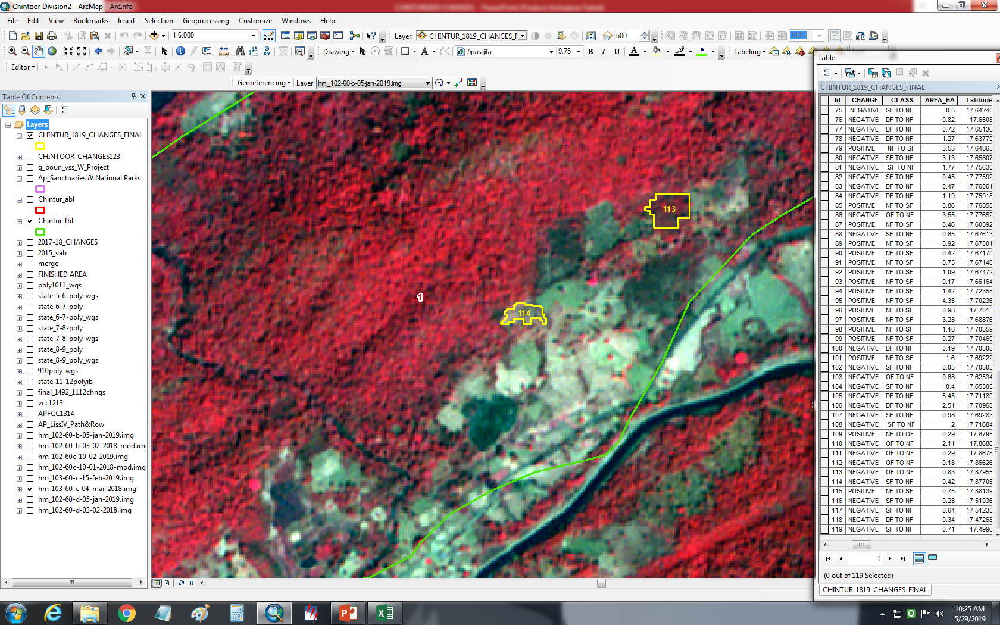 Chintoor Division2 - ArcMap - ArcInfo
File Edit View Bookmarks Insert Selection Geoprocessing Customize Windows Help
1:6,000 Layer: CHINTUR_1819_CHANGES_F 500 100%
Drawing Aparajita 9.75 B I U A Labeling
Editor
Georeferencing Layer: hm_102-60-b-05-jan-2019.img
Table Of Contents
Layers
CHINTUR_1819_CHANGES_FINAL
CHINTOOR_CHANGES123
g_boun_vss_W_Project
Ap_Sanctuaries & National Parks
Chintur_abl
Chintur_fbl
2017-18_CHANGES
2015_vab
merge
FINISHED AREA
poly1011_wgs
state_5-6-poly_wgs
state_6-7-poly
state_6-7-poly_wgs
state_7-8-poly
state_7-8-poly_wgs
state_8-9_poly
state_8-9_poly_wgs
910poly_wgs
state_11_12polyib
final_1492_1112chngs
vcc1213
APFCC1314
AP_LissIV_Path&Row
hm_102-60-b-05-jan-2019.img
hm_102-60-b-03-02-2018_mod.im
hm_102-60c-10-02-2019.img
hm_102-60c-10-01-2018-mod.img
hm_103-60-c-15-feb-2019.img
hm_103-60-c-04-mar-2018.img
hm_102-60-d-05-jan-2019.img
hm_102-60-d-03-02-2018.img
113
1
114
Table
CHINTUR_1819_CHANGES_FINAL
Id CHANGE CLASS AREA_HA Latitude
75 NEGATIVE SF TO NF 0.5 17.64240
76 NEGATIVE DF TO NF 0.82 17.6508
77 NEGATIVE DF TO NF 0.72 17.65136
78 NEGATIVE DF TO NF 1.27 17.63779
79 POSITIVE NF TO SF 3.53 17.64863
80 NEGATIVE SF TO NF 3.13 17.65807
81 NEGATIVE SF TO NF 1.77 17.75630
82 NEGATIVE SF TO NF 0.45 17.77592
83 NEGATIVE DF TO NF 0.47 17.76061
84 NEGATIVE DF TO NF 1.19 17.75918
85 POSITIVE NF TO SF 0.86 17.76858
86 NEGATIVE OF TO NF 3.55 17.77652
87 POSITIVE NF TO SF 0.46 17.60592
88 NEGATIVE SF TO NF 0.65 17.67613
89 POSITIVE NF TO SF 0.92 17.67001
90 POSITIVE NF TO SF 0.42 17.67170
91 POSITIVE NF TO SF 0.75 17.67148
92 POSITIVE NF TO SF 1.09 17.67472
93 POSITIVE NF TO SF 0.17 17.66164
94 POSITIVE NF TO SF 1.42 17.72358
95 POSITIVE NF TO SF 4.35 17.70236
96 POSITIVE NF TO SF 0.98 17.7015
97 POSITIVE NF TO SF 3.28 17.68876
98 POSITIVE NF TO SF 1.18 17.70359
99 POSITIVE NF TO SF 0.27 17.70469
100 NEGATIVE DF TO NF 0.19 17.70308
101 POSITIVE NF TO SF 1.6 17.69222
102 NEGATIVE SF TO NF 0.05 17.70303
103 NEGATIVE OF TO NF 0.68 17.62534
104 NEGATIVE SF TO NF 0.4 17.65500
105 NEGATIVE DF TO NF 5.45 17.71189
106 NEGATIVE DF TO NF 2.51 17.70968
107 NEGATIVE SF TO NF 0.98 17.69283
108 NEGATIVE SF TO NF 2 17.71684
109 POSITIVE NF TO OF 0.29 17.6795
110 NEGATIVE OF TO NF 2.11 17.8686
111 NEGATIVE OF TO NF 0.29 17.8678
112 NEGATIVE OF TO NF 0.18 17.86626
113 NEGATIVE OF TO NF 0.83 17.87955
114 NEGATIVE SF TO NF 0.42 17.87705
115 POSITIVE NF TO SF 0.75 17.88139
116 NEGATIVE SF TO NF 0.28 17.51036
117 NEGATIVE SF TO NF 0.64 17.51230
118 NEGATIVE DF TO NF 0.34 17.47268
119 NEGATIVE SF TO NF 0.71 17.4996
1
(0 out of 119 Selected)
CHINTUR_1819_CHANGES_FINAL
10:25 AM
5/29/2019